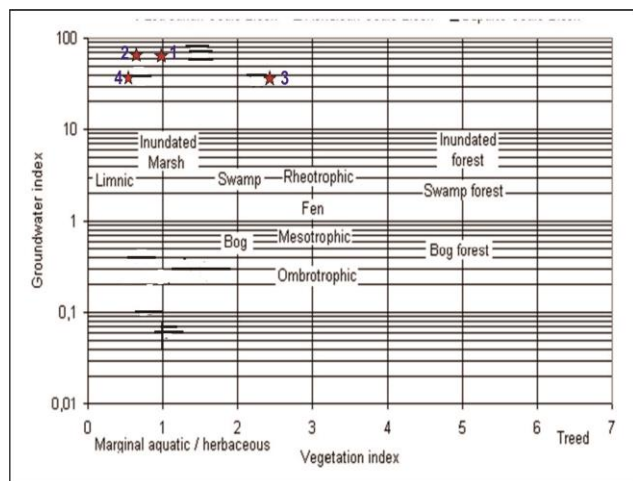 100
2 1
4 3
10
Inundated Inundated
Marsh forest
Limnic Swamp Rheotrophic
Swamp forest
Fen
1
Mesotrophic
Bog Bog forest
Ombrotrophic
0,1
0,01
0 1 2 3 4 5 6 7
Marginal aquatic / herbaceous Treed
Vegetation index
Groundwater index